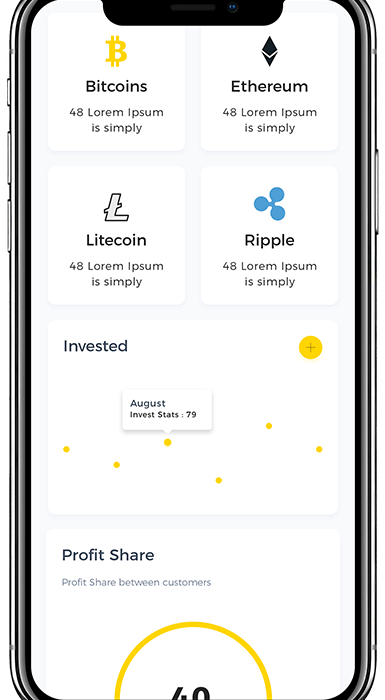 Bitcoins
48 Lorem Ipsum
is simply
Ethereum
48 Lorem Ipsum
is simply
Litecoin
48 Lorem Ipsum
is simply
Ripple
48 Lorem Ipsum
is simply
Invested
August
Invest Stats : 79
Profit Share
Profit Share between customers
40